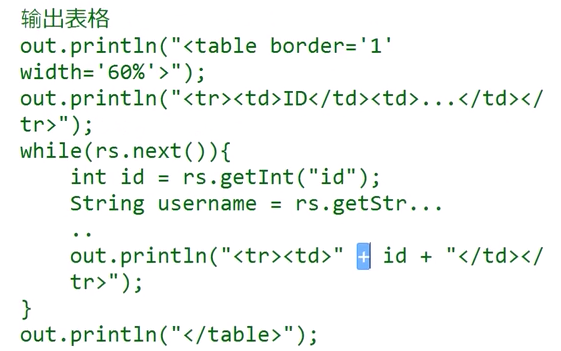 输出表格
out.println("<table border='1'
width='60%'>");
out.println("<tr><td>ID</td><td>...</td></
tr>");
while(rs.next()){
    int id = rs.getInt("id");
    String username = rs.getStr...
    ..
    out.println("<tr><td>" + id + "</td></
    tr>");
}
out.println("</table>");